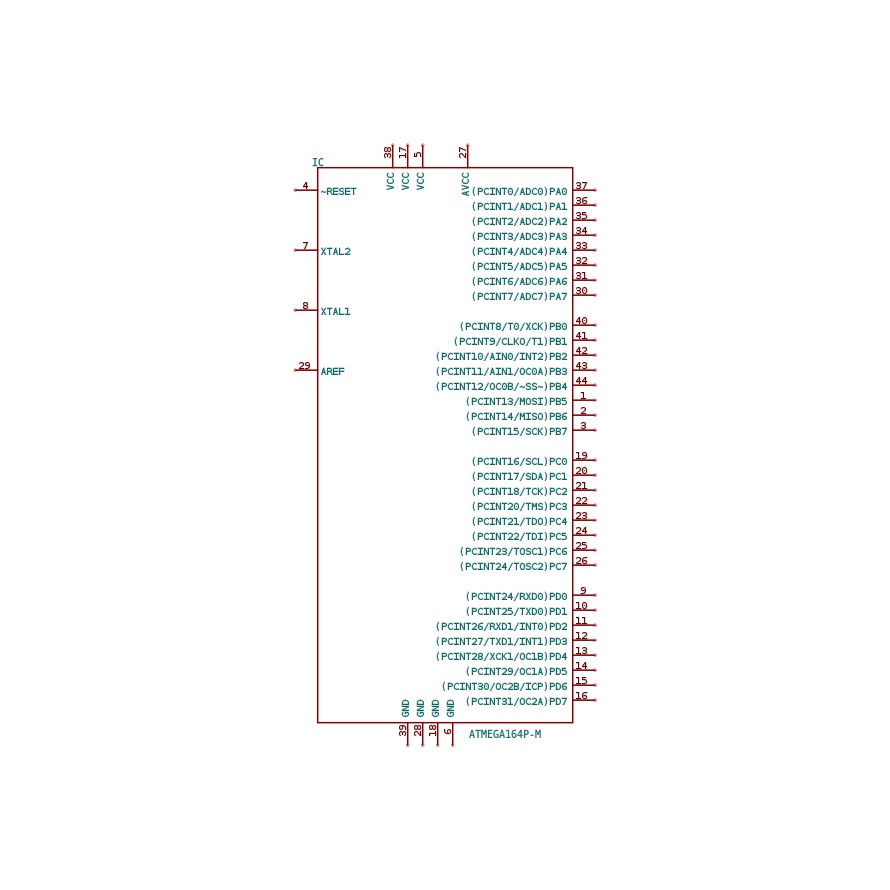 38 17 5 27
IC
VCC VCC VCC AVCC
4 ~RESET (PCINT0/ADC0)PA0 37
(PCINT1/ADC1)PA1 36
(PCINT2/ADC2)PA2 35
(PCINT3/ADC3)PA3 34
7 XTAL2 (PCINT4/ADC4)PA4 33
(PCINT5/ADC5)PA5 32
(PCINT6/ADC6)PA6 31
(PCINT7/ADC7)PA7 30
8 XTAL1
(PCINT8/T0/XCK)PB0 40
(PCINT9/CLKO/T1)PB1 41
(PCINT10/AIN0/INT2)PB2 42
29 AREF (PCINT11/AIN1/OC0A)PB3 43
(PCINT12/OC0B/~SS~)PB4 44
(PCINT13/MOSI)PB5 1
(PCINT14/MISO)PB6 2
(PCINT15/SCK)PB7 3
(PCINT16/SCL)PC0 19
(PCINT17/SDA)PC1 20
(PCINT18/TCK)PC2 21
(PCINT20/TMS)PC3 22
(PCINT21/TDO)PC4 23
(PCINT22/TDI)PC5 24
(PCINT23/TOSC1)PC6 25
(PCINT24/TOSC2)PC7 26
(PCINT24/RXD0)PD0 9
(PCINT25/TXD0)PD1 10
(PCINT26/RXD1/INT0)PD2 11
(PCINT27/TXD1/INT1)PD3 12
(PCINT28/XCK1/OC1B)PD4 13
(PCINT29/OC1A)PD5 14
(PCINT30/OC2B/ICP)PD6 15
(PCINT31/OC2A)PD7 16
GND GND GND GND
39 28 18 6
ATMEGA164P-M